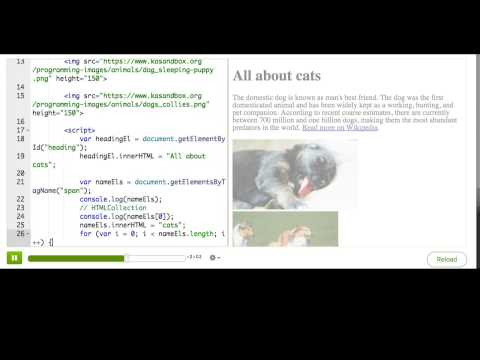 13 <img src="https://www.kasandbox.org
/programming-images/animals/dog_sleeping-puppy
.png" height="150">
14
15 <img src="https://www.kasandbox.org
/programming-images/animals/dogs_collies.png"
height="150">
16
17 <script>
18 var headingEl = document.getElementB
yId("heading");
19 headingEl.innerHTML = "All about
cats";
20
21 var nameEls = document.getElementsByT
agName("span");
22 console.log(nameEls);
23 // HTMLCollection
24 console.log(nameEls[0]);
25 nameEls.innerHTML = "cats";
26 for (var i = 0; i < nameEls.length; i
++) {
All about cats
The domestic dog is known as man's best friend. The dog was the first
domesticated animal and has been widely kept as a working, hunting, and
pet companion. According to recent coarse estimates, there are currently
between 700 million and one billion dogs, making them the most abundant
predators in the world. Read more on Wikipedia.
Reload